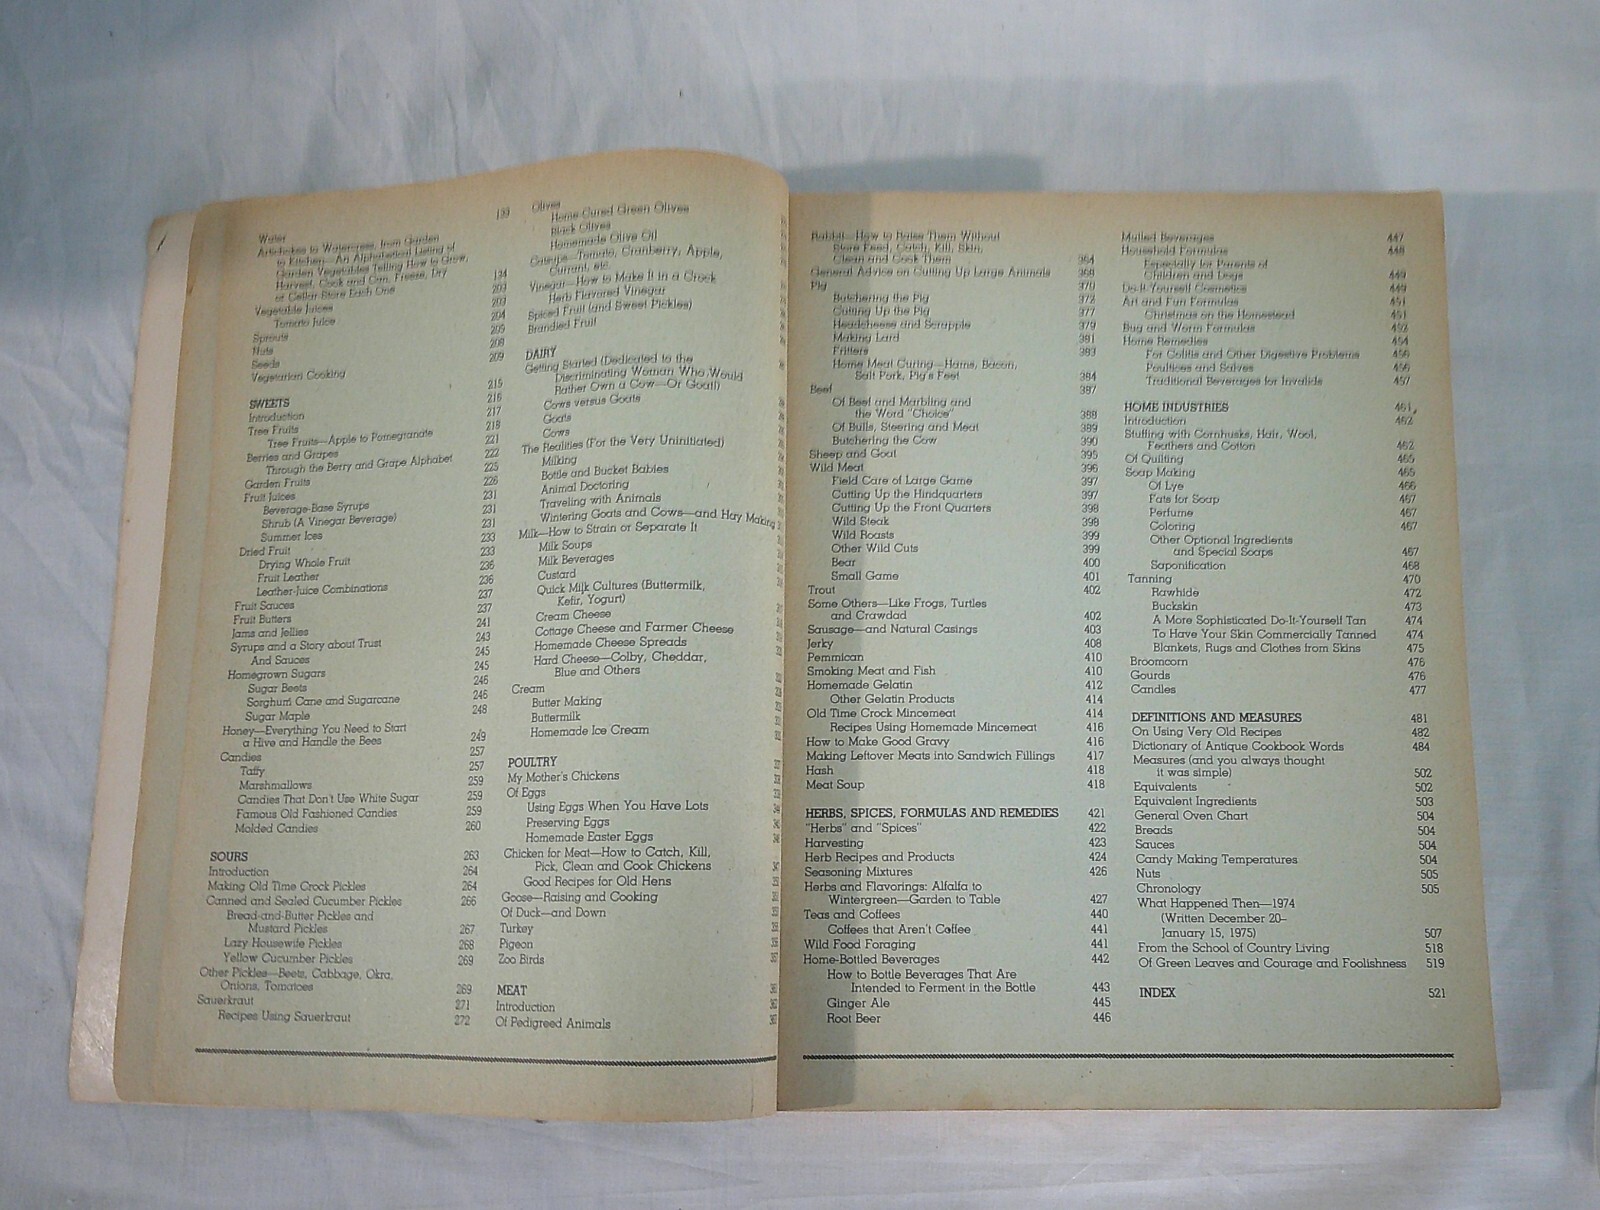 133
Water
Artichokes to Watercress, from Garden
to Kitchen—An Alphabetical Listing of
Garden Vegetables Telling How to Grow,
Harvest, Cook and Can, Freeze, Dry
or Cellar Store Each One 134
Vegetable Juices 203
Tomato Juice 203
Sprouts 204
Nuts 205
Seeds 208
Vegetarian Cooking 209
SWEETS 215
Introduction 216
Tree Fruits 217
Tree Fruits—Apple to Pomegranate 218
Berries and Grapes 221
Through the Berry and Grape Alphabet 222
Garden Fruits 225
Fruit Juices 226
Beverage-Base Syrups 231
Shrub (A Vinegar Beverage) 231
Summer Ices 231
Dried Fruit 233
Drying Whole Fruit 233
Fruit Leather 236
Leather-Juice Combinations 236
Fruit Sauces 237
Fruit Butters 237
Jams and Jellies 241
Syrups and a Story about Trust 243
And Sauces 245
Homegrown Sugars 245
Sugar Beets 246
Sorghum Cane and Sugarcane 246
Sugar Maple 248
Honey—Everything You Need to Start
a Hive and Handle the Bees 249
Candies 257
Taffy 257
Marshmallows 259
Candies That Don't Use White Sugar 259
Famous Old Fashioned Candies 259
Molded Candies 260
SOURS 263
Introduction 264
Making Old Time Crock Pickles 264
Canned and Sealed Cucumber Pickles 266
Bread-and-Butter Pickles and
Mustard Pickles 267
Lazy Housewife Pickles 268
Yellow Cucumber Pickles 269
Other Pickles—Beets, Cabbage, Okra,
Onions, Tomatoes 269
Sauerkraut 271
Recipes Using Sauerkraut 272
Olives
Home Cured Green Olives
Black Olives
Homemade Olive Oil
Catsups—Tomato, Cranberry, Apple,
Currant, etc.
Vinegar—How to Make It in a Crock
Herb Flavored Vinegar
Spiced Fruit (and Sweet Pickles)
Brandied Fruit
DAIRY
Getting Started (Dedicated to the
Discriminating Woman Who Would
Rather Own a Cow—Or Goat!)
Cows versus Goats
Goats
Cows
The Realities (For the Very Uninitiated)
Milking
Bottle and Bucket Babies
Animal Doctoring
Traveling with Animals
Wintering Goats and Cows—and Hay Making
Milk—How to Strain or Separate It
Milk Soups
Milk Beverages
Custard
Quick Milk Cultures (Buttermilk,
Kefir, Yogurt)
Cream Cheese
Cottage Cheese and Farmer Cheese
Homemade Cheese Spreads
Hard Cheese—Colby, Cheddar,
Blue and Others
Cream
Butter Making
Buttermilk
Homemade Ice Cream
POULTRY
My Mother's Chickens
Of Eggs
Using Eggs When You Have Lots
Preserving Eggs
Homemade Easter Eggs
Chicken for Meat—How to Catch, Kill,
Pick, Clean and Cook Chickens
Good Recipes for Old Hens
Goose—Raising and Cooking
Of Duck—and Down
Turkey
Pigeon
Zoo Birds
MEAT
Introduction
Of Pedigreed Animals
Rabbit—How to Raise Them Without
Store Feed, Catch, Kill, Skin,
Clean and Cook Them 364
General Advice on Cutting Up Large Animals 368
Pig 370
Butchering the Pig 372
Cutting Up the Pig 377
Headcheese and Scrapple 379
Making Lard 381
Fritters 383
Home Meat Curing—Hams, Bacon,
Salt Pork, Pig's Feet 384
Beef 387
Of Beef and Marbling and
the Word "Choice" 388
Of Bulls, Steering and Meat 389
Butchering the Cow 390
Sheep and Goat 395
Wild Meat 396
Field Care of Large Game 397
Cutting Up the Hindquarters 397
Cutting Up the Front Quarters 398
Wild Steak 398
Wild Roasts 399
Other Wild Cuts 399
Bear 400
Small Game 401
Trout 402
Some Others—Like Frogs, Turtles
and Crawdad 402
Sausage—and Natural Casings 403
Jerky 408
Pemmican 410
Smoking Meat and Fish 410
Homemade Gelatin 412
Other Gelatin Products 414
Old Time Crock Mincemeat 414
Recipes Using Homemade Mincemeat 416
How to Make Good Gravy 416
Making Leftover Meats into Sandwich Fillings 417
Hash 418
Meat Soup 418
HERBS, SPICES, FORMULAS AND REMEDIES 421
"Herbs" and "Spices" 422
Harvesting 423
Herb Recipes and Products 424
Seasoning Mixtures 426
Herbs and Flavorings: Alfalfa to
Wintergreen—Garden to Table 427
Teas and Coffees 440
Coffees that Aren't Coffee 441
Wild Food Foraging 441
Home-Bottled Beverages 442
How to Bottle Beverages That Are
Intended to Ferment in the Bottle 443
Ginger Ale 445
Root Beer 446
Mulled Beverages 447
Household Formulas 448
Especially for Parents of
Children and Dogs 449
Do-It-Yourself Cosmetics 449
Art and Fun Formulas 451
Christmas on the Homestead 451
Bug and Worm Formulas 452
Home Remedies 454
For Colitis and Other Digestive Problems 456
Poultices and Salves 456
Traditional Beverages for Invalids 457
HOME INDUSTRIES 461
Introduction 462
Stuffing with Cornhusks, Hair, Wool,
Feathers and Cotton 462
Of Quilting 465
Soap Making 465
Of Lye 466
Fats for Soap 467
Perfume 467
Coloring 467
Other Optional Ingredients
and Special Soaps 467
Saponification 468
Tanning 470
Rawhide 472
Buckskin 473
A More Sophisticated Do-It-Yourself Tan 474
To Have Your Skin Commercially Tanned 474
Blankets, Rugs and Clothes from Skins 475
Broomcorn 476
Gourds 476
Candles 477
DEFINITIONS AND MEASURES 481
On Using Very Old Recipes 482
Dictionary of Antique Cookbook Words 484
Measures (and you always thought
it was simple) 502
Equivalents 502
Equivalent Ingredients 503
General Oven Chart 504
Breads 504
Sauces 504
Candy Making Temperatures 504
Nuts 505
Chronology 505
What Happened Then—1974
(Written December 20–
January 15, 1975) 507
From the School of Country Living 518
Of Green Leaves and Courage and Foolishness 519
INDEX 521